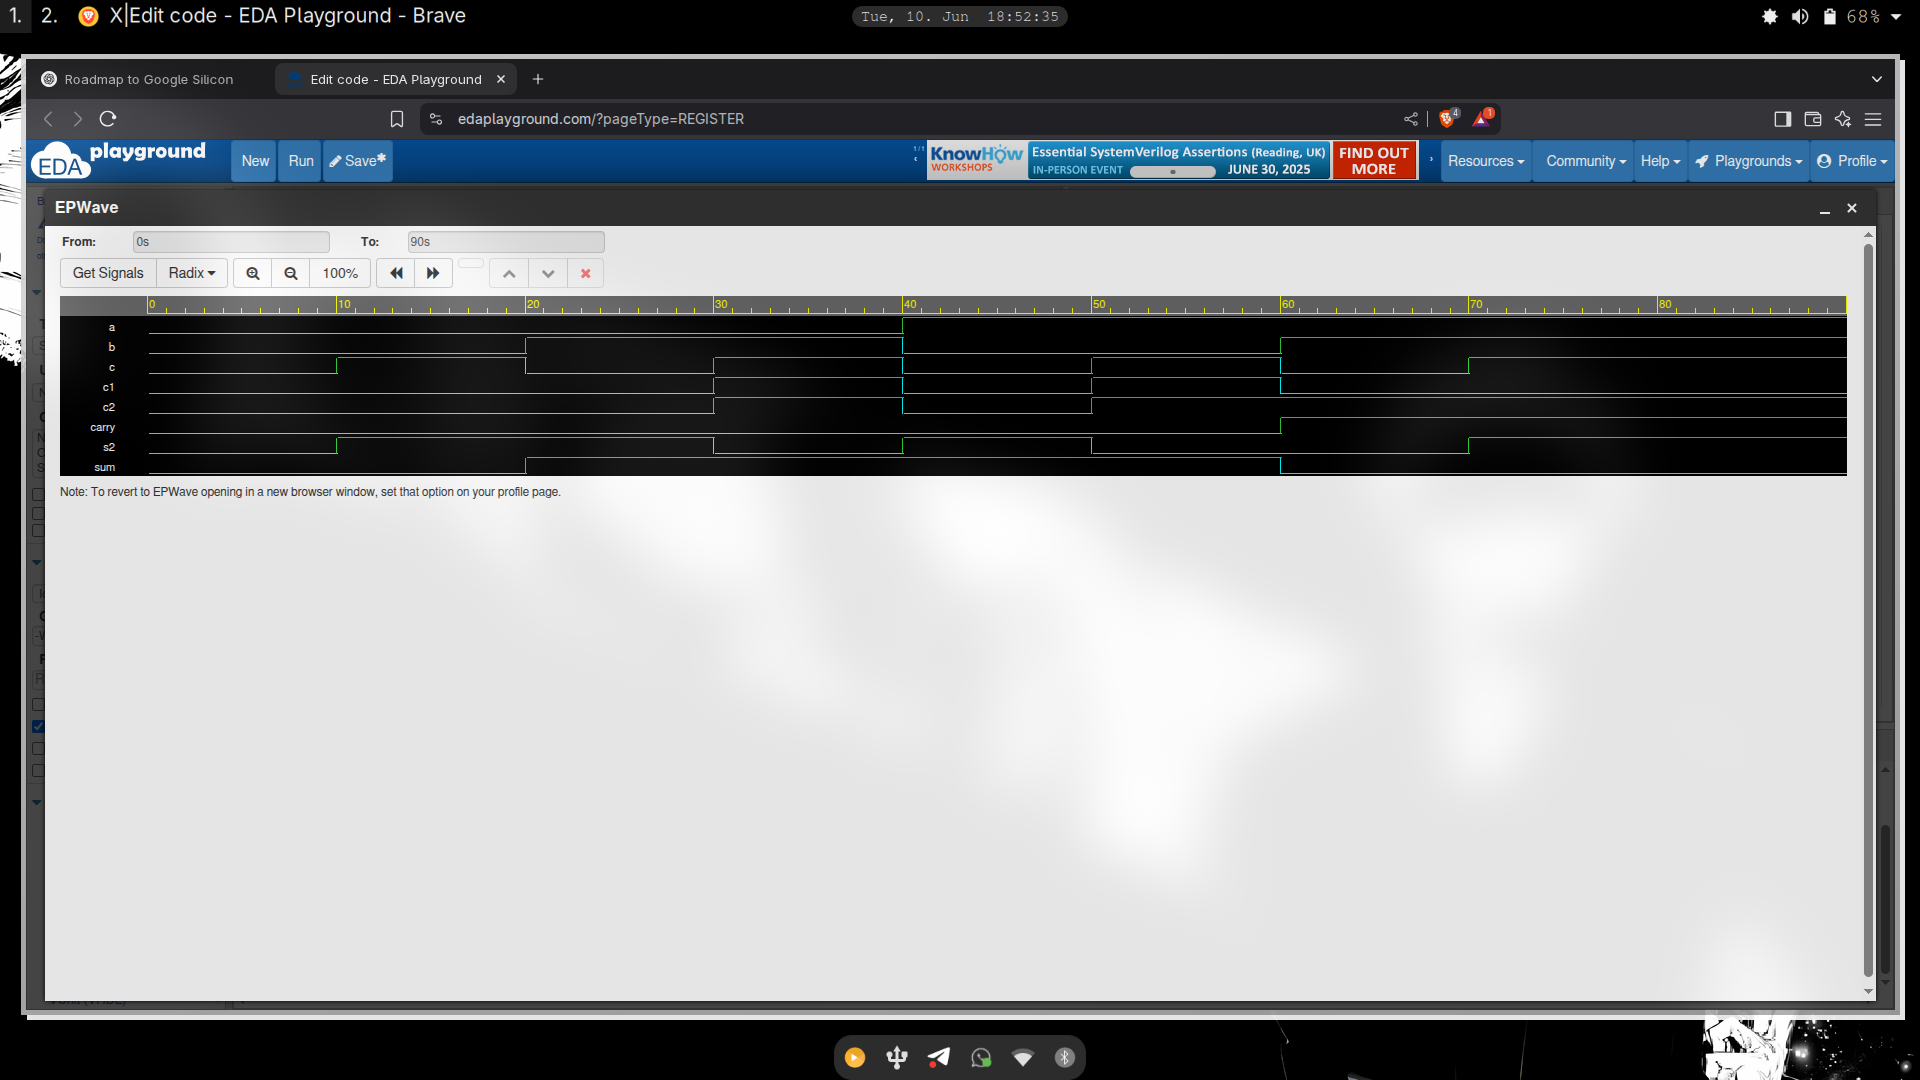 1. 2. X|Edit code - EDA Playground - Brave
Tue, 10. Jun 18:52:35
68%
Roadmap to Google Silicon
Edit code - EDA Playground
edaplayground.com/?pageType=REGISTER
4
1
EDA playground
New
Run
Save*
1/1
KnowHow WORKSHOPS
Essential SystemVerilog Assertions (Reading, UK)
IN-PERSON EVENT
JUNE 30, 2025
FIND OUT
MORE
Resources
Community
Help
Playgrounds
Profile
EPWave
From: 0s To: 90s
Get Signals Radix 100%
0 10 20 30 40 50 60 70 80
a
b
c
c1
c2
carry
s2
sum
Note: To revert to EPWave opening in a new browser window, set that option on your profile page.